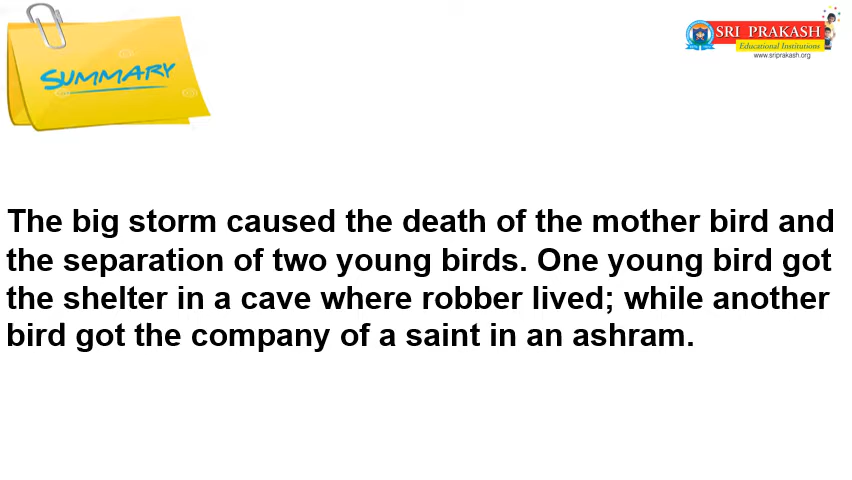 SUMMARY
SRI PRAKASH
Educational Institutions
www.sriprakash.org
The big storm caused the death of the mother bird and
the separation of two young birds. One young bird got
the shelter in a cave where robber lived; while another
bird got the company of a saint in an ashram.